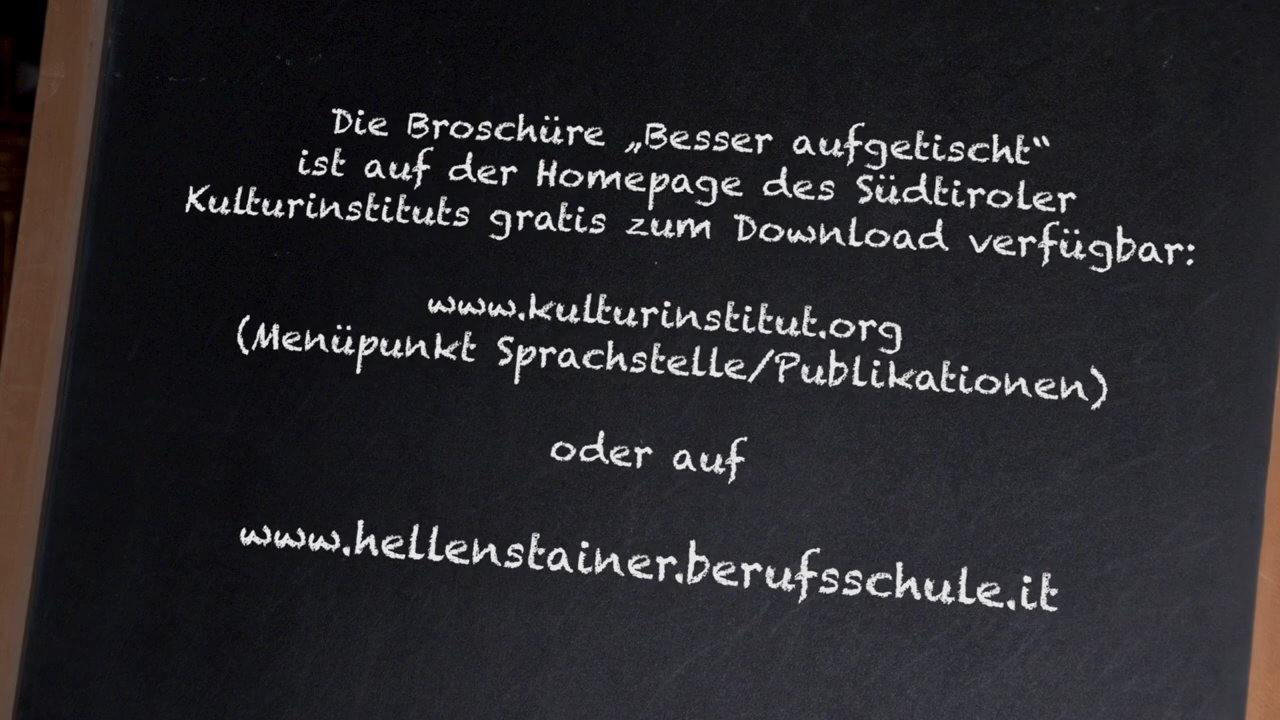 Die Broschüre „Besser aufgetischt“
ist auf der Homepage des Südtiroler
Kulturinstituts gratis zum Download verfügbar:
www.kulturinstitut.org
(Menüpunkt Sprachstelle/Publikationen)
oder auf
www.hellenstainer.berufsschule.it